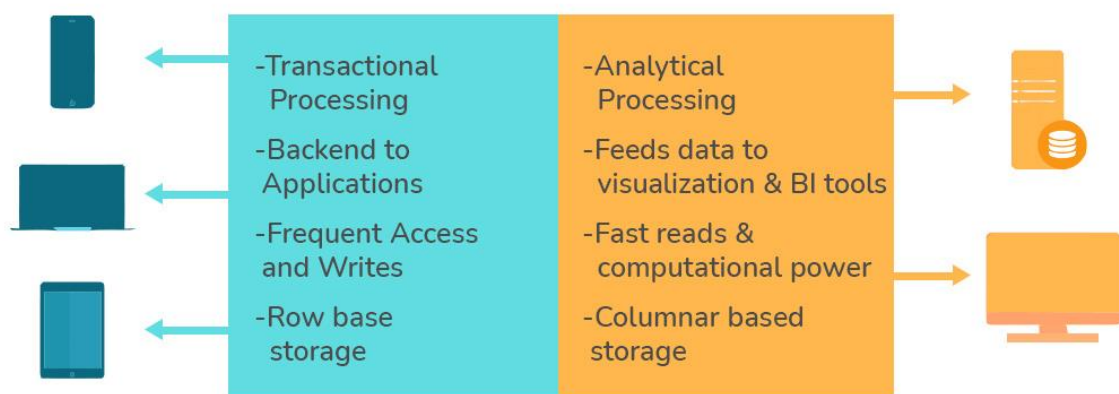 -Transactional
Processing
-Backend to
Applications
-Frequent Access
and Writes
-Row base
storage
-Analytical
Processing
-Feeds data to
visualization & BI tools
-Fast reads &
computational power
-Columnar based
storage